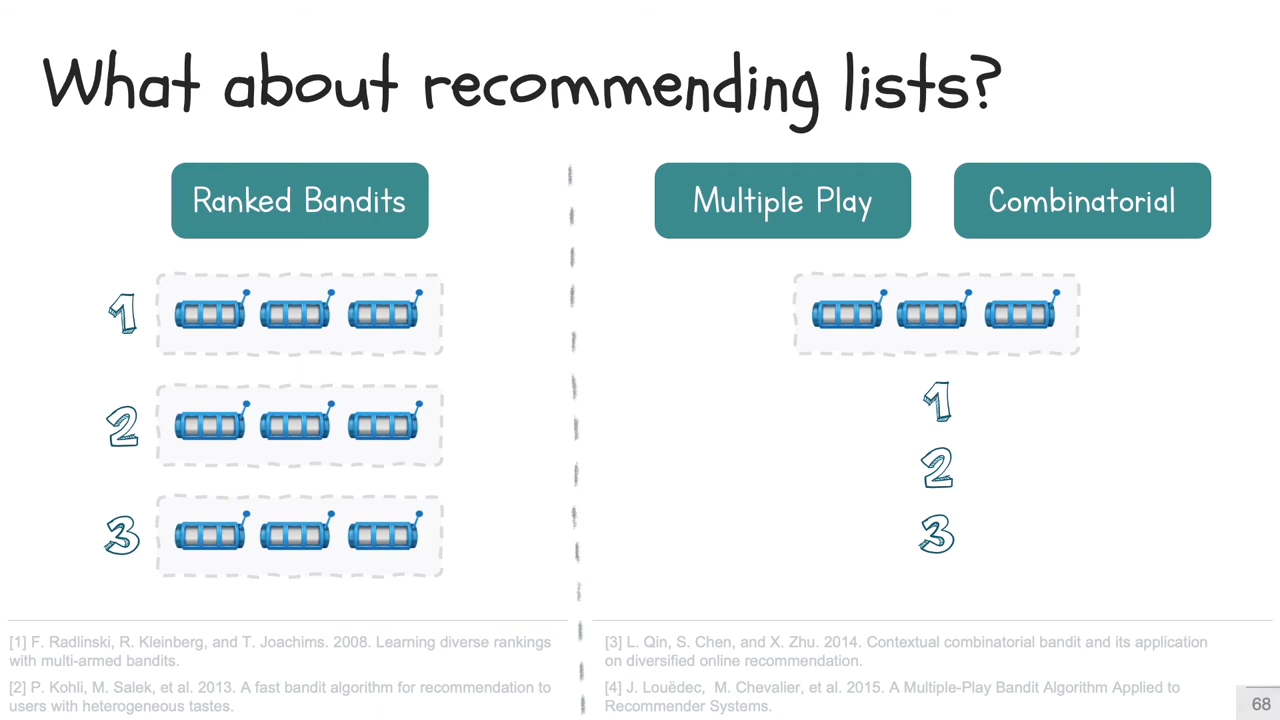 What about recommending lists?
Ranked Bandits
1
2
3
[1] F. Radlinski, R. Kleinberg, and T. Joachims. 2008. Learning diverse rankings
with multi-armed bandits.
[2] P. Kohli, M. Salek, et al. 2013. A fast bandit algorithm for recommendation to
users with heterogeneous tastes.
Multiple Play
Combinatorial
1
2
3
[3] L. Qin, S. Chen, and X. Zhu. 2014. Contextual combinatorial bandit and its application
on diversified online recommendation.
[4] J. Louëdec, M. Chevalier, et al. 2015. A Multiple-Play Bandit Algorithm Applied to
Recommender Systems.
68